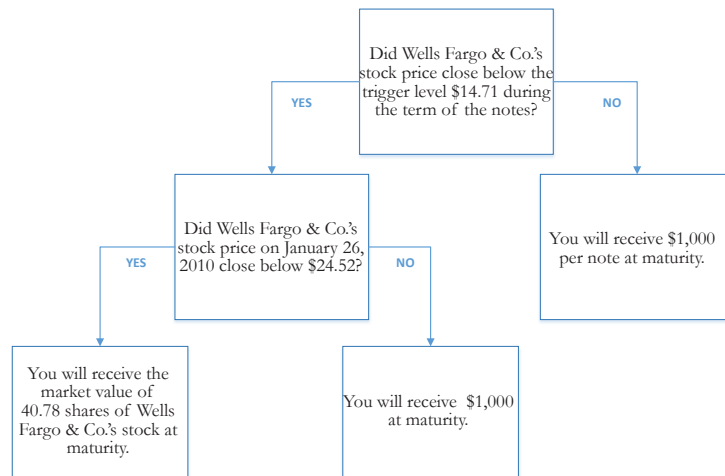 Did Wells Fargo & Co.'s
stock price close below the
trigger level $14.71 during
the term of the notes?
YES
NO
Did Wells Fargo & Co.'s
stock price on January 26,
2010 close below $24.52?
You will receive $1,000
per note at maturity.
YES
NO
You will receive the
market value of
40.78 shares of Wells
Fargo & Co.'s stock at
maturity.
You will receive $1,000
at maturity.